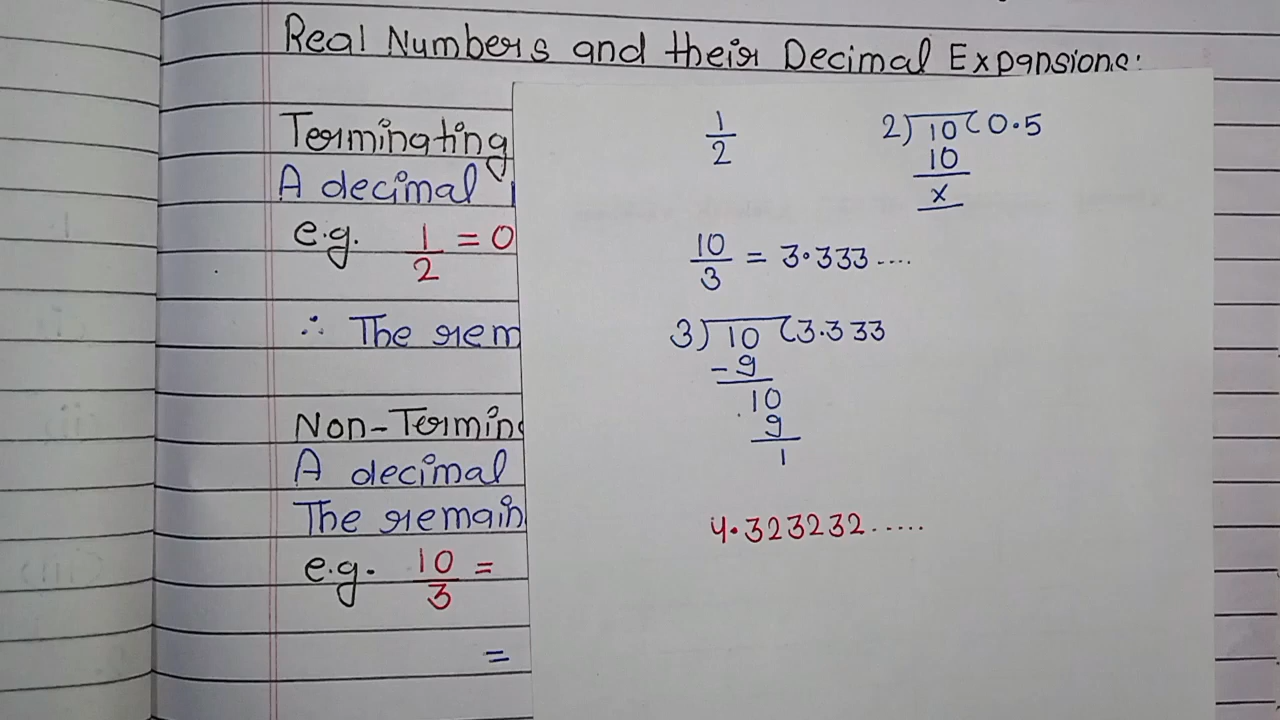 Real Numbers and their Decimal Expansions:
Terminating
A decimal
e.g. 1/2 = 0
∴ The rem
Non-Termin
A decimal
The remain
e.g. 10/3 =
=
1/2
2)10(0.5
10
x
10/3 = 3.333....
3)10(3.333
-9
10
9
1
4.323232.....